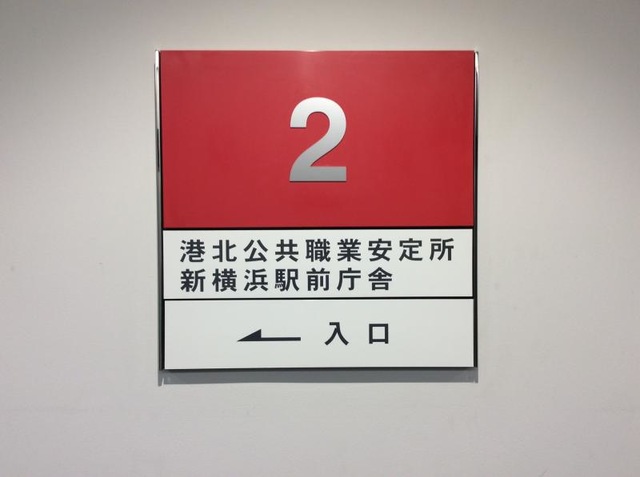 2
港北公共職業安定所
新横浜駅前庁舎
← 入口